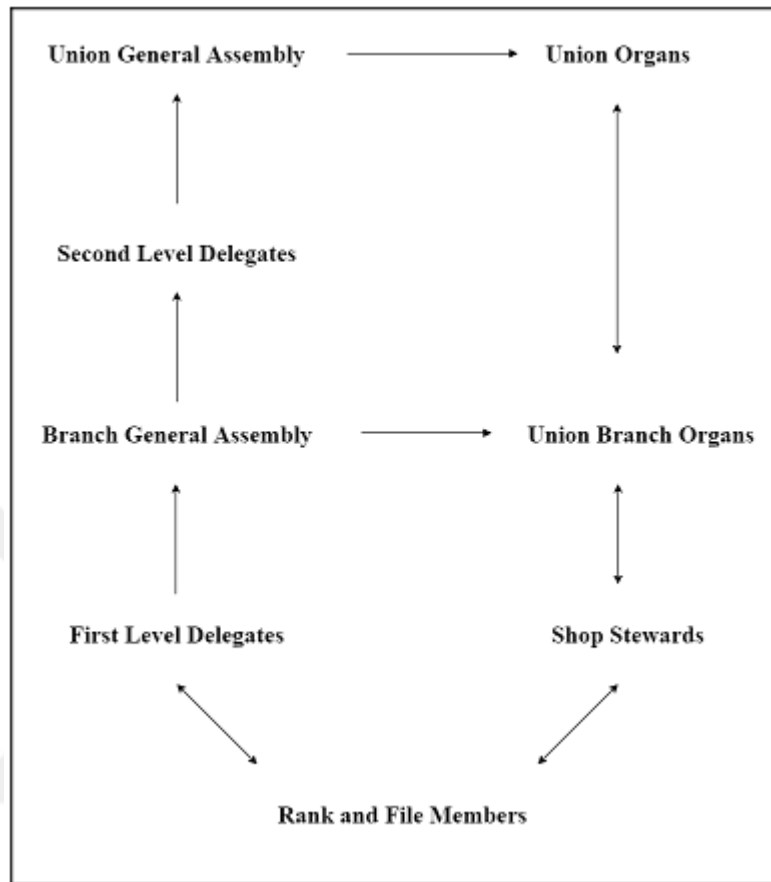 Union General Assembly
Union Organs
Second Level Delegates
Branch General Assembly
Union Branch Organs
First Level Delegates
Shop Stewards
Rank and File Members